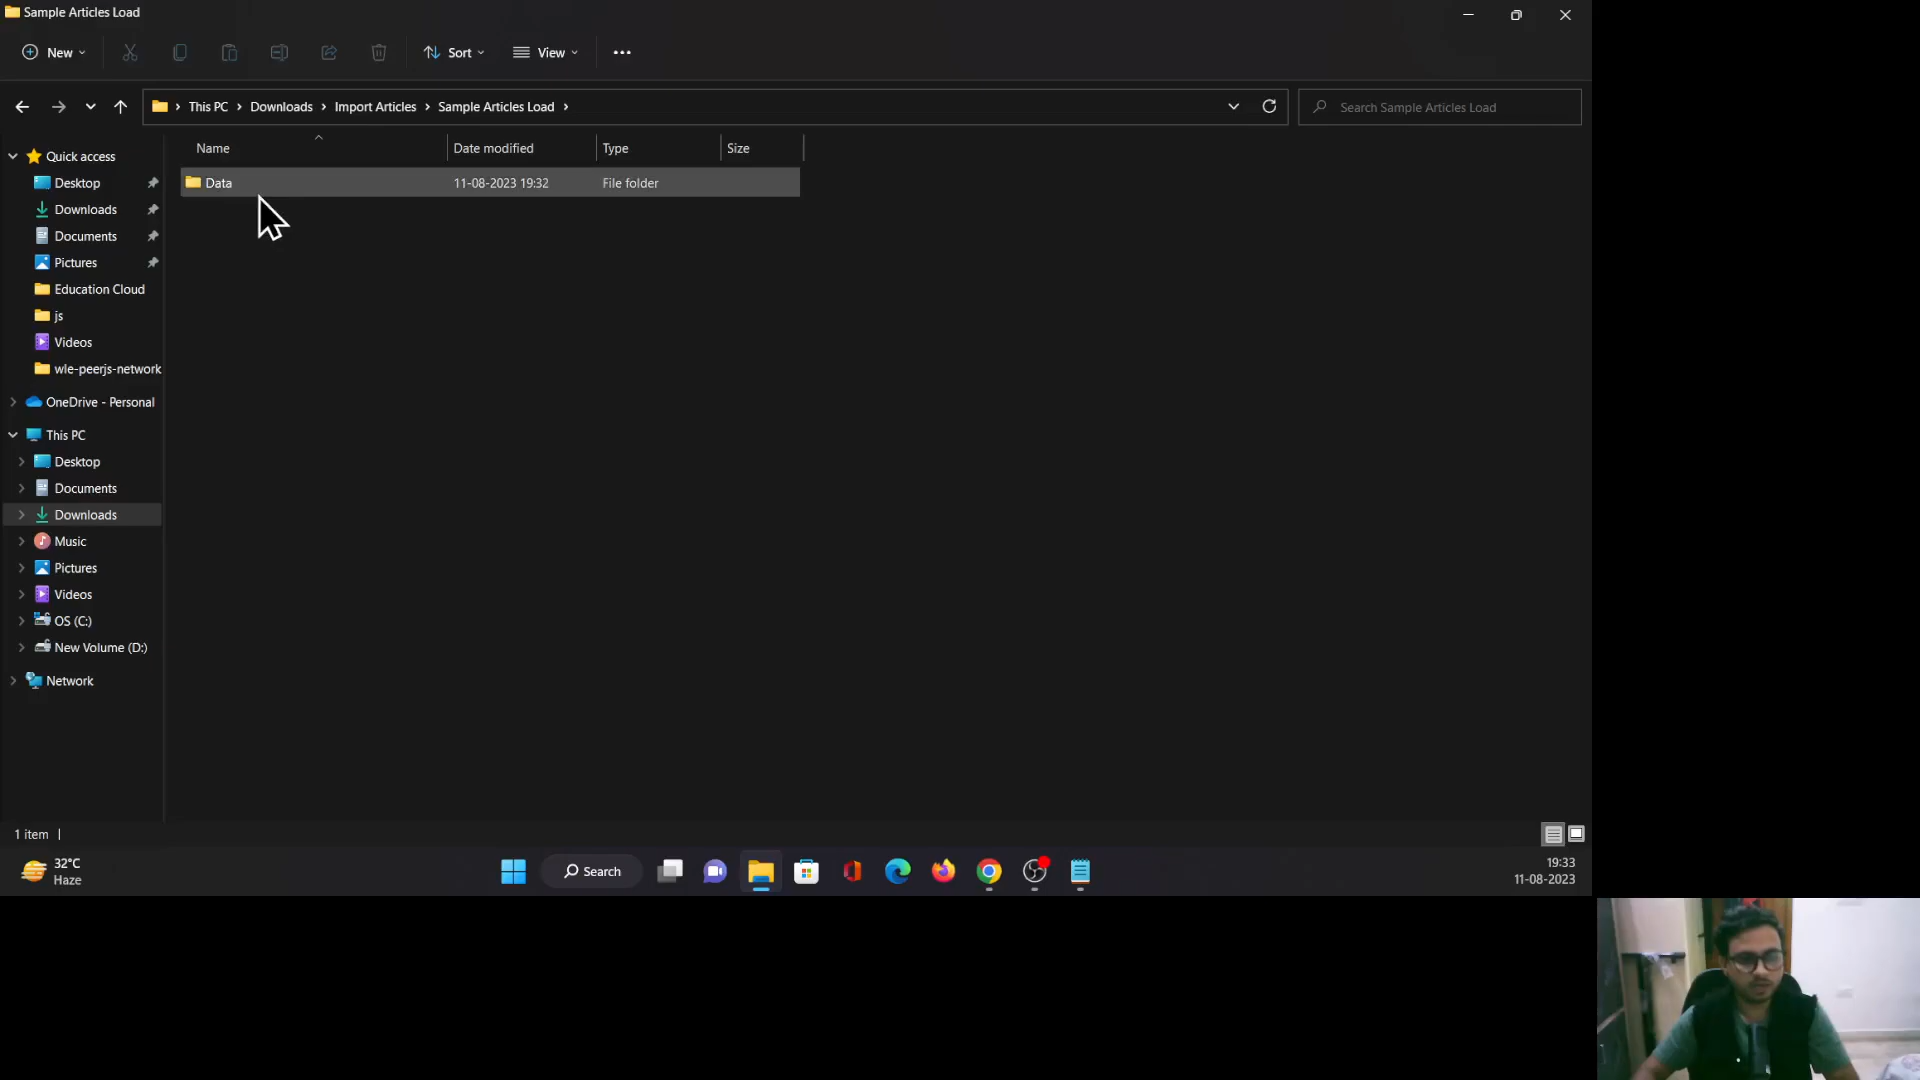 Sample Articles Load
New
Sort
View
This PC > Downloads > Import Articles > Sample Articles Load >
Search Sample Articles Load
Name Date modified Type Size
Data 11-08-2023 19:32 File folder
Quick access
Desktop
Downloads
Documents
Pictures
Education Cloud
js
Videos
wle-peerjs-network
OneDrive - Personal
This PC
Desktop
Documents
Downloads
Music
Pictures
Videos
OS (C:)
New Volume (D:)
Network
1 item
32°C
Haze
Search
19:33
11-08-2023